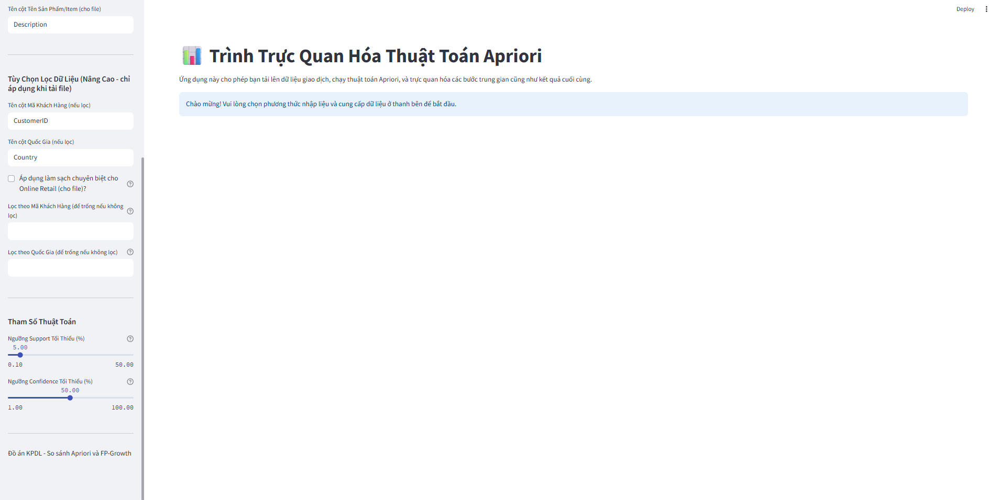 Tên cột Tên Sản Phẩm/Item (cho file)
Description
Tùy Chọn Lọc Dữ Liệu (Nâng Cao - chỉ
áp dụng khi tải file)
Tên cột Mã Khách Hàng (nếu lọc)
CustomerID
Tên cột Quốc Gia (nếu lọc)
Country
Áp dụng làm sạch chuyên biệt cho
Online Retail (cho file)?
Lọc theo Mã Khách Hàng (để trống nếu không
lọc)
Lọc theo Quốc Gia (để trống nếu không lọc)
Tham Số Thuật Toán
Ngưỡng Support Tối Thiểu (%)
5.00
0.10 50.00
Ngưỡng Confidence Tối Thiểu (%)
50.00
1.00 100.00
Đồ án KPDL - So sánh Apriori và FP-Growth
Deploy
Trình Trực Quan Hóa Thuật Toán Apriori
Ứng dụng này cho phép bạn tải lên dữ liệu giao dịch, chạy thuật toán Apriori, và trực quan hóa các bước trung gian cũng như kết quả cuối cùng.
Chào mừng! Vui lòng chọn phương thức nhập liệu và cung cấp dữ liệu ở thanh bên để bắt đầu.